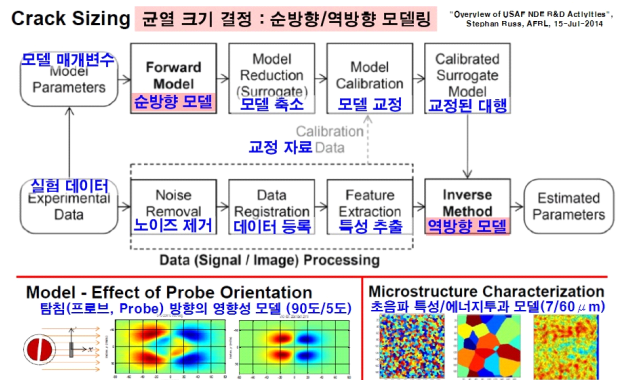 Crack Sizing 균열 크기 결정 : 순방향/역방향 모델링
"Overview of USAF NDE R&D Activities",
Stephan Russ, AFRL, 15-Jul-2014
모델 매개변수
Model
Parameters
Forward
Model
순방향 모델
Model
Reduction
(Surrogate)
모델 축소
Model
Calibration
모델 교정
Calibrated
Surrogate
Model
교정된 대행
Calibration
교정 자료 Data
실험 데이터
Experimental
Data
Noise
Removal
노이즈 제거
Data
Registration
데이터 등록
Feature
Extraction
특성 추출
Inverse
Method
역방향 모델
Estimated
Parameters
Data (Signal / Image) Processing
Model - Effect of Probe Orientation
탐침(프로브, Probe) 방향의 영향성 모델 (90도/5도)
Microstructure Characterization
초음파 특성/에너지투과 모델(7/60μm)